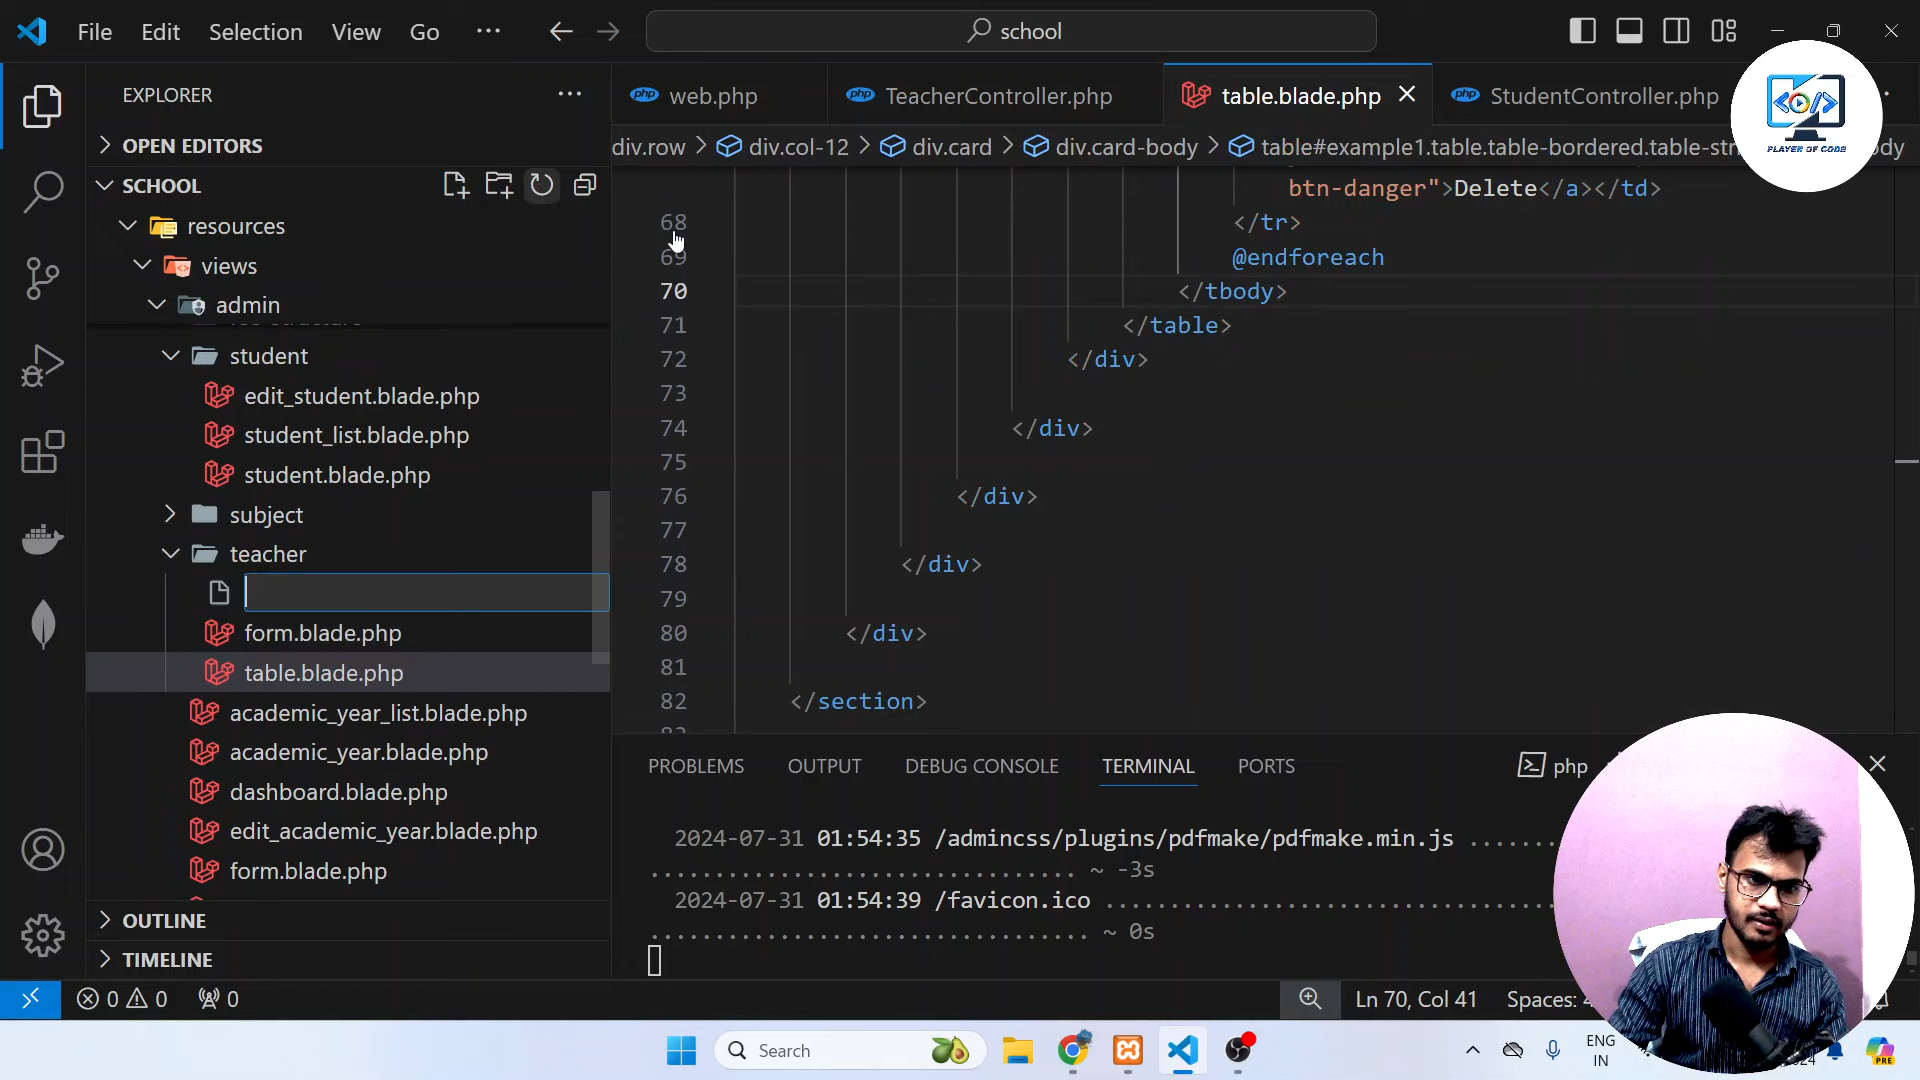 File Edit Selection View Go ··· school
EXPLORER
OPEN EDITORS
SCHOOL
resources
views
admin
student
edit_student.blade.php
student_list.blade.php
student.blade.php
subject
teacher
form.blade.php
table.blade.php
academic_year_list.blade.php
academic_year.blade.php
dashboard.blade.php
edit_academic_year.blade.php
form.blade.php
OUTLINE
TIMELINE
php web.php php TeacherController.php table.blade.php php StudentController.php
div.row > div.col-12 > div.card > div.card-body > table#example1.table.table-bordered.table-str
PLAYER OF CODE
btn-danger">Delete</a></td>
68 </tr>
69 @endforeach
70 </tbody>
71 </table>
72 </div>
73
74 </div>
75
76 </div>
77
78 </div>
79
80 </div>
81
82 </section>
PROBLEMS OUTPUT DEBUG CONSOLE TERMINAL PORTS php
2024-07-31 01:54:35 /admincss/plugins/pdfmake/pdfmake.min.js ........
................................ ~ -3s
2024-07-31 01:54:39 /favicon.ico ...................................
................................. ~ 0s
0 0 0 Ln 70, Col 41 Spaces:
Search ENG
IN
PRE